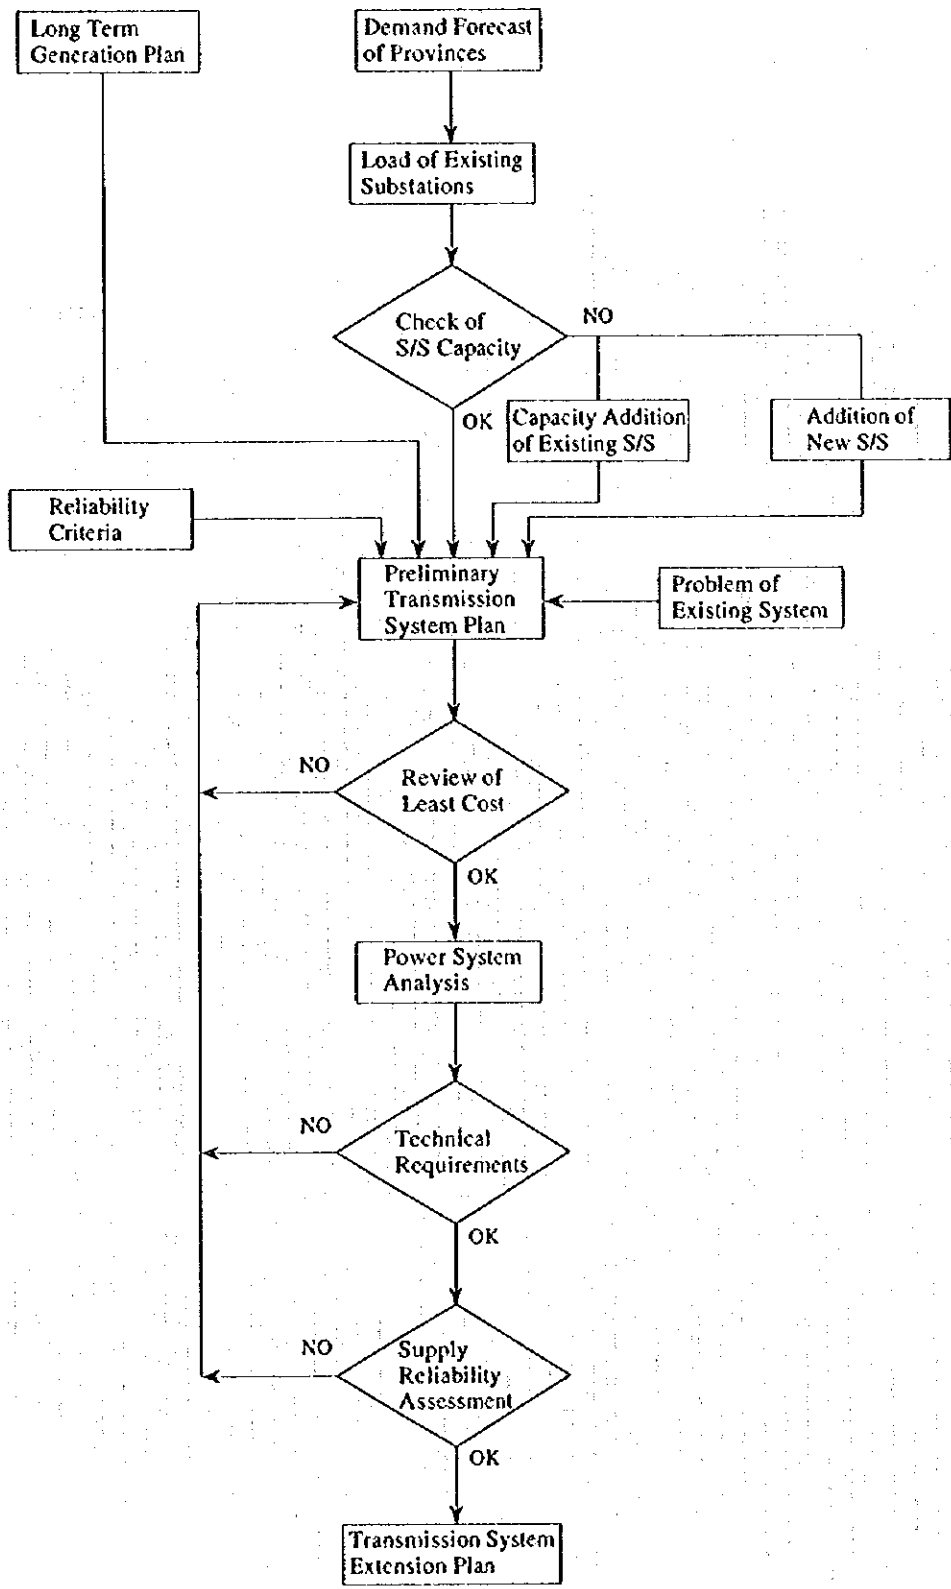 Long Term
Generation Plan
Demand Forecast
of Provinces
Load of Existing
Substations
Check of
S/S Capacity
NO
OK
Capacity Addition
of Existing S/S
Addition of
New S/S
Reliability
Criteria
Preliminary
Transmission
System Plan
Problem of
Existing System
NO
Review of
Least Cost
OK
Power System
Analysis
NO
Technical
Requirements
OK
NO
Supply
Reliability
Assessment
OK
Transmission System
Extension Plan